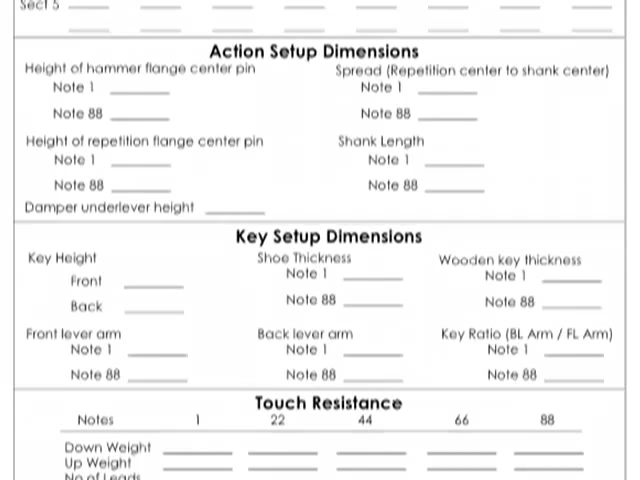 Sect 5
Action Setup Dimensions
Height of hammer flange center pin
Note 1
Note 88
Spread (Repetition center to shank center)
Note 1
Note 88
Height of repetition flange center pin
Note 1
Note 88
Shank Length
Note 1
Note 88
Damper underlever height
Key Setup Dimensions
Key Height
Front
Back
Shoe Thickness
Note 1
Note 88
Wooden key thickness
Note 1
Note 88
Front lever arm
Note 1
Note 88
Back lever arm
Note 1
Note 88
Key Ratio (BL Arm / FL Arm)
Note 1
Note 88
Touch Resistance
Notes 1 22 44 66 88
Down Weight
Up Weight
No of Leads